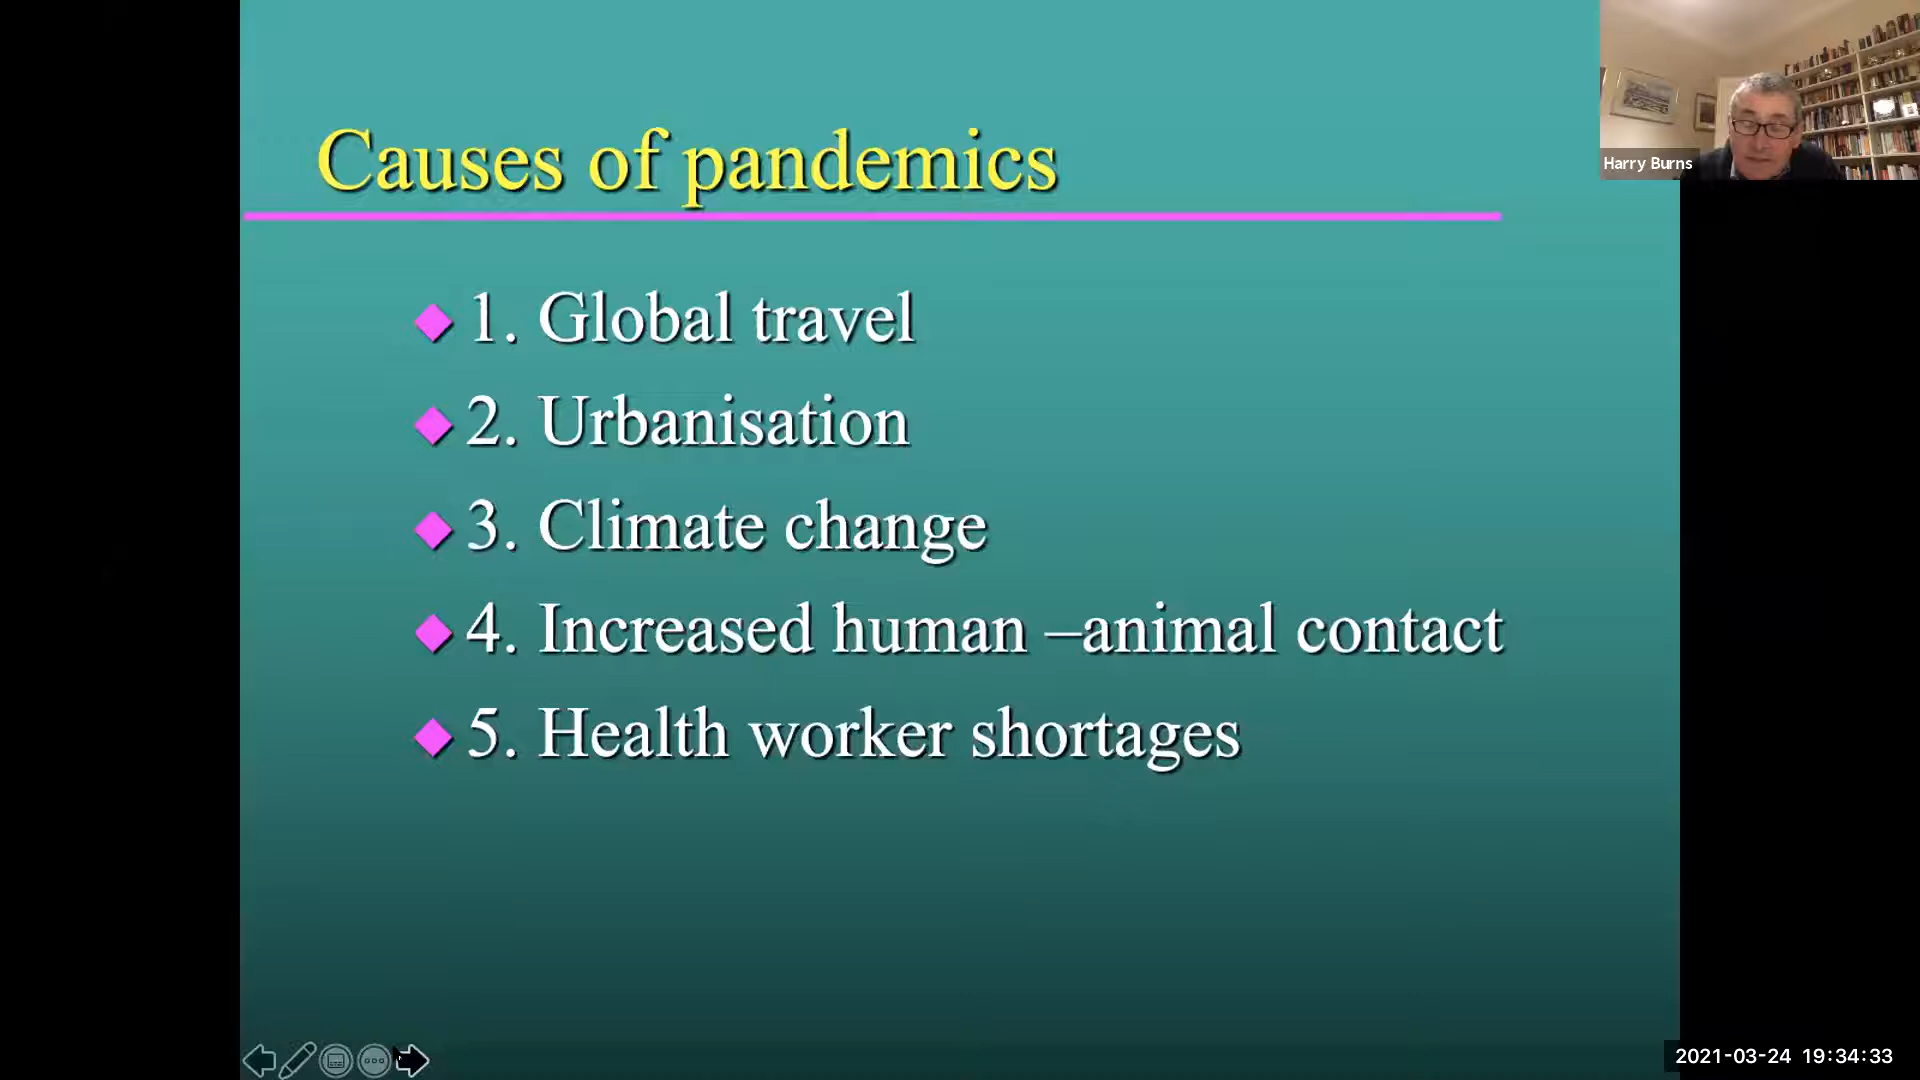 Causes of pandemics
1. Global travel
2. Urbanisation
3. Climate change
4. Increased human –animal contact
5. Health worker shortages
Harry Burns
2021-03-24 19:34:33